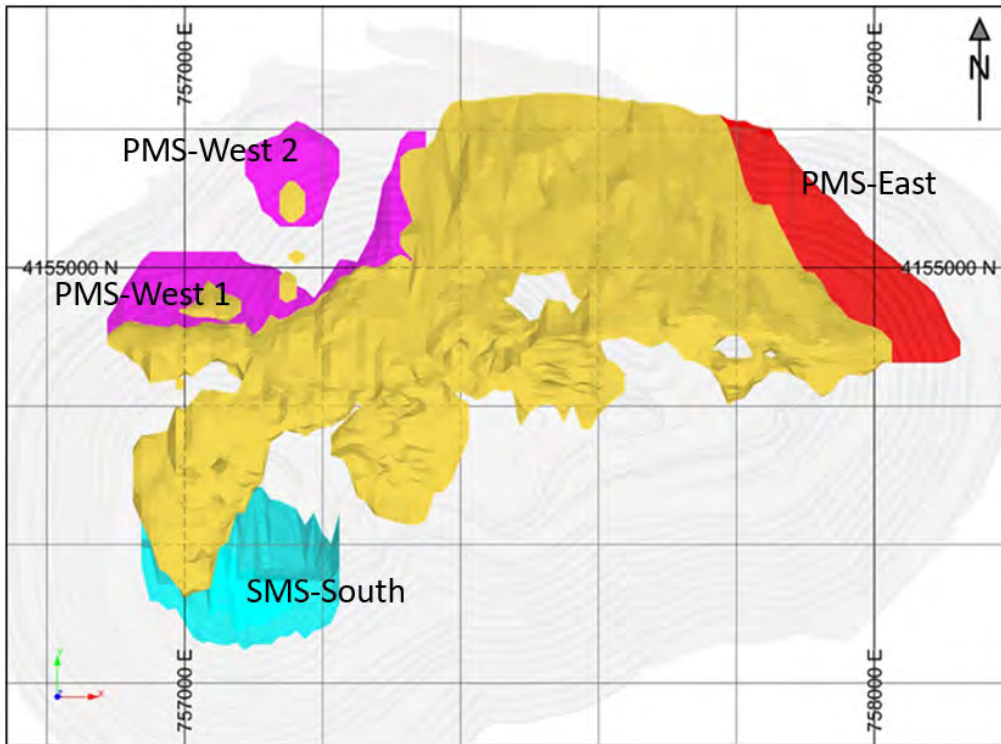 757000 E
758000 E
N
PMS-West 2
PMS-East
4155000 N
4155000 N
PMS-West 1
SMS-South
Y
X
Z
757000 E
758000 E